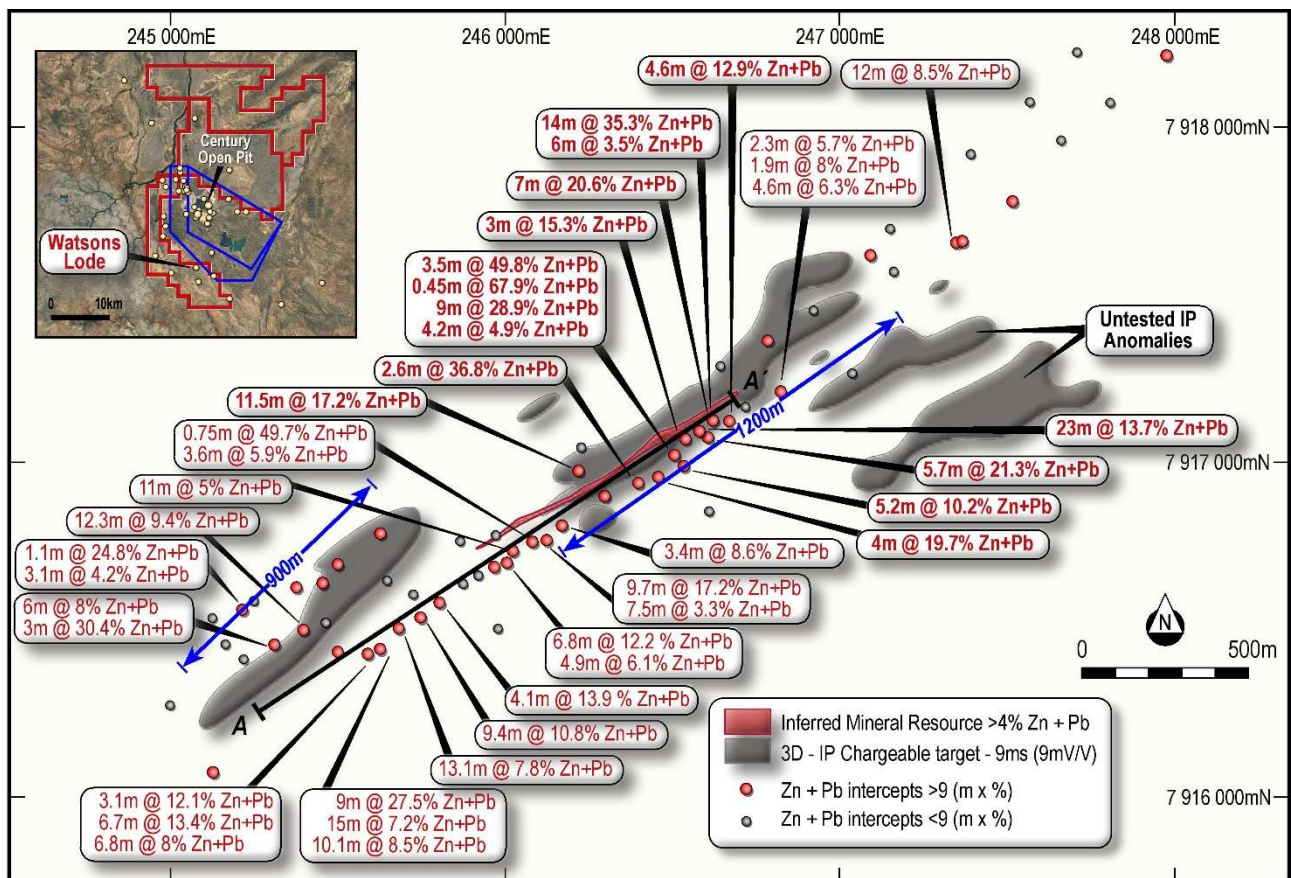 245 000mE
246 000mE
247 000mE
248 000mE
Century
Open Pit
Watsons
Lode
0 10km
4.6m @ 12.9% Zn+Pb
12m @ 8.5% Zn+Pb
7 918 000mN
14m @ 35.3% Zn+Pb
6m @ 3.5% Zn+Pb
2.3m @ 5.7% Zn+Pb
1.9m @ 8% Zn+Pb
4.6m @ 6.3% Zn+Pb
7m @ 20.6% Zn+Pb
3m @ 15.3% Zn+Pb
3.5m @ 49.8% Zn+Pb
0.45m @ 67.9% Zn+Pb
9m @ 28.9% Zn+Pb
4.2m @ 4.9% Zn+Pb
Untested IP
Anomalies
2.6m @ 36.8% Zn+Pb
A´
11.5m @ 17.2% Zn+Pb
1200m
0.75m @ 49.7% Zn+Pb
3.6m @ 5.9% Zn+Pb
23m @ 13.7% Zn+Pb
7 917 000mN
5.7m @ 21.3% Zn+Pb
11m @ 5% Zn+Pb
5.2m @ 10.2% Zn+Pb
12.3m @ 9.4% Zn+Pb
4m @ 19.7% Zn+Pb
900m
1.1m @ 24.8% Zn+Pb
3.1m @ 4.2% Zn+Pb
3.4m @ 8.6% Zn+Pb
6m @ 8% Zn+Pb
3m @ 30.4% Zn+Pb
9.7m @ 17.2% Zn+Pb
7.5m @ 3.3% Zn+Pb
N
6.8m @ 12.2 % Zn+Pb
4.9m @ 6.1% Zn+Pb
0 500m
4.1m @ 13.9 % Zn+Pb
A
9.4m @ 10.8% Zn+Pb
13.1m @ 7.8% Zn+Pb
3.1m @ 12.1% Zn+Pb
6.7m @ 13.4% Zn+Pb
6.8m @ 8% Zn+Pb
9m @ 27.5% Zn+Pb
15m @ 7.2% Zn+Pb
10.1m @ 8.5% Zn+Pb
Inferred Mineral Resource >4% Zn + Pb
3D - IP Chargeable target - 9ms (9mV/V)
Zn + Pb intercepts >9 (m x %)
Zn + Pb intercepts <9 (m x %)
7 916 000mN